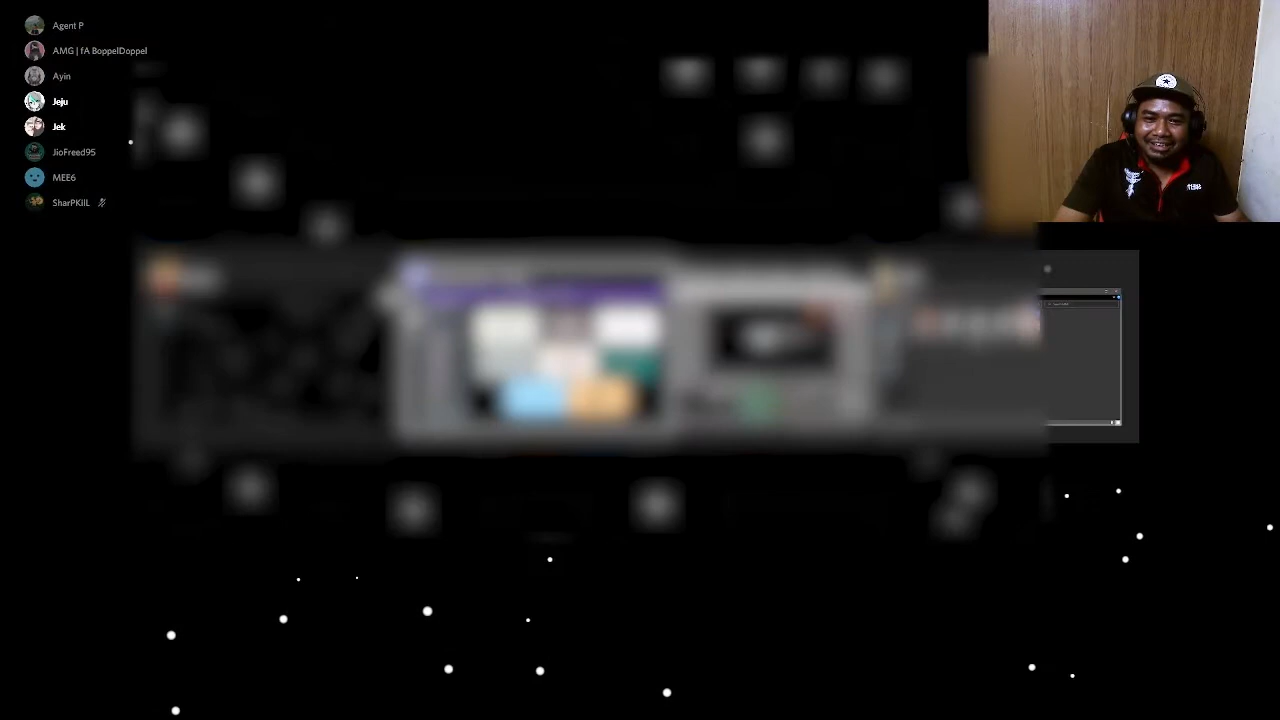 Agent P
AMG | fA BoppelDoppel
Ayin
Jeju
Jek
JioFreed95
MEE6
SharPKIIL